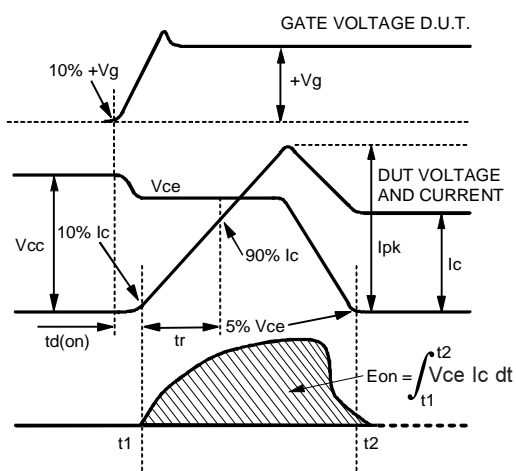 GATE VOLTAGE D.U.T.
10% +Vg
+Vg
DUT VOLTAGE
AND CURRENT
Vce
Vcc
10% Ic
90% Ic
Ipk
Ic
5% Vce
td(on)
tr
Eon = ∫ Vce Ic dt
t2
t1
t1
t2